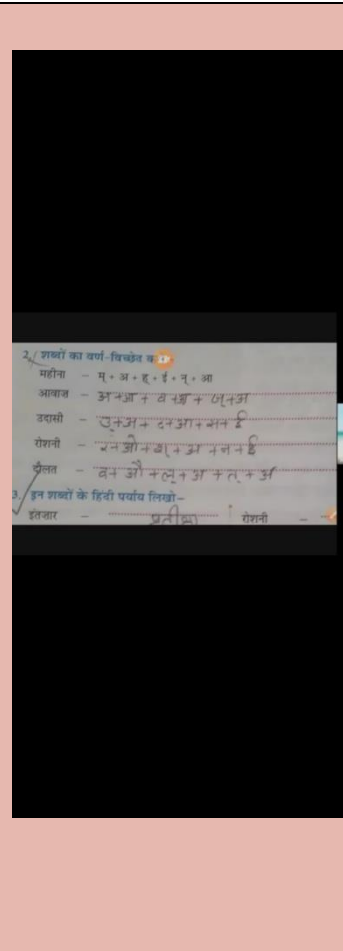 2. शब्दों का वर्ण-विच्छेद क
महीना - म् + अ + ह् + ई + न् + आ
आवाज - अ+आ + व + + ज्+अ
उदासी - उ+अ + द+आ+स+ई
रोशनी - र+ओ+श्+अ+न+ई
दौलत - व+औ+ल्+अ+त्+अ
3. इन शब्दों के हिंदी पर्याय लिखो-
इंतजार - प्रतीक्षा रोशनी -